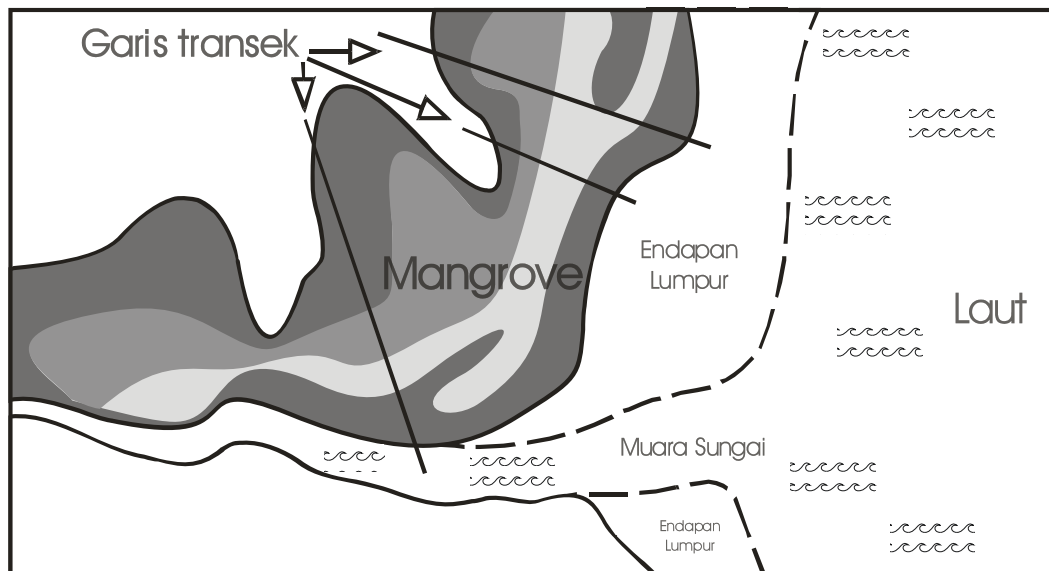 Garis transek
Mangrove
Endapan
Lumpur
Laut
Muara Sungai
Endapan
Lumpur